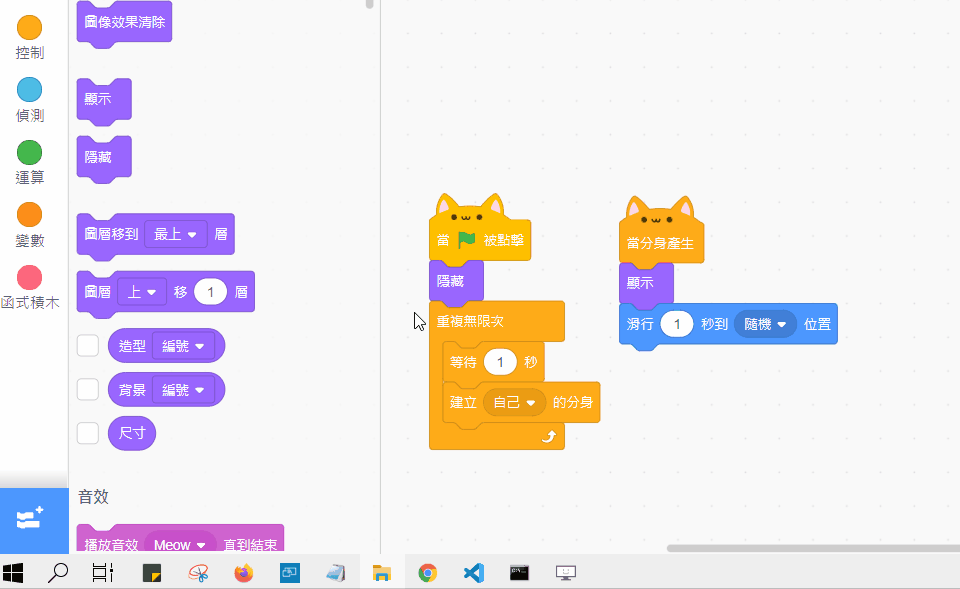 控制
偵測
運算
變數
函式積木
圖像效果清除
顯示
隱藏
圖層移到 最上 層
圖層 上 移 1 層
造型 編號
背景 編號
尺寸
音效
播放音效 Meow 直到結束
當 被點擊
隱藏
重複無限次
等待 1 秒
建立 自己 的分身
當分身產生
顯示
滑行 1 秒到 隨機 位置